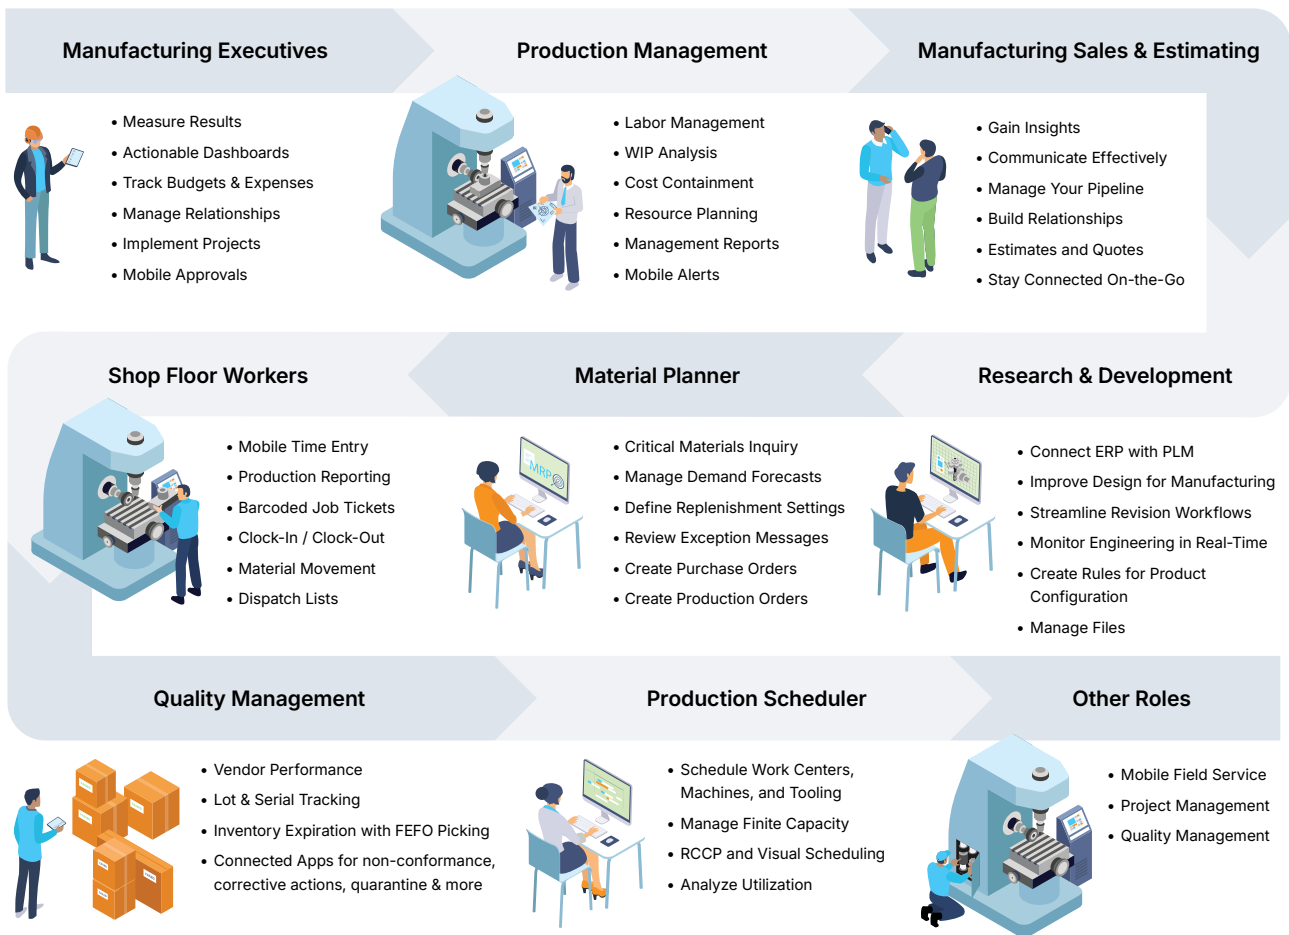 Manufacturing Executives
• Measure Results
• Actionable Dashboards
• Track Budgets & Expenses
• Manage Relationships
• Implement Projects
• Mobile Approvals
Production Management
• Labor Management
• WIP Analysis
• Cost Containment
• Resource Planning
• Management Reports
• Mobile Alerts
Manufacturing Sales & Estimating
• Gain Insights
• Communicate Effectively
• Manage Your Pipeline
• Build Relationships
• Estimates and Quotes
• Stay Connected On-the-Go
Shop Floor Workers
• Mobile Time Entry
• Production Reporting
• Barcoded Job Tickets
• Clock-In / Clock-Out
• Material Movement
• Dispatch Lists
Material Planner
MRP
• Critical Materials Inquiry
• Manage Demand Forecasts
• Define Replenishment Settings
• Review Exception Messages
• Create Purchase Orders
• Create Production Orders
Research & Development
• Connect ERP with PLM
• Improve Design for Manufacturing
• Streamline Revision Workflows
• Monitor Engineering in Real-Time
• Create Rules for Product
Configuration
• Manage Files
Quality Management
• Vendor Performance
• Lot & Serial Tracking
• Inventory Expiration with FEFO Picking
• Connected Apps for non-conformance,
corrective actions, quarantine & more
Production Scheduler
• Schedule Work Centers,
Machines, and Tooling
• Manage Finite Capacity
• RCCP and Visual Scheduling
• Analyze Utilization
Other Roles
• Mobile Field Service
• Project Management
• Quality Management